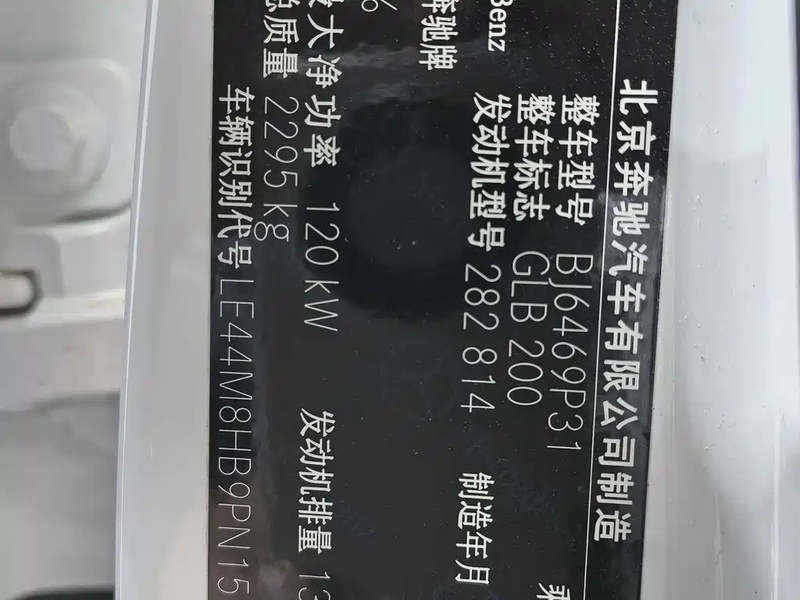 北京奔驰汽车有限公司制造
整车型号 BJ6469P31
整车标志 GLB 200
发动机型号 282 814 制造年月
Benz
奔驰牌
6
最大净功率 120 kW 发动机排量 13
总质量 2295 kg
车辆识别代号 LE44M8HB9PN15